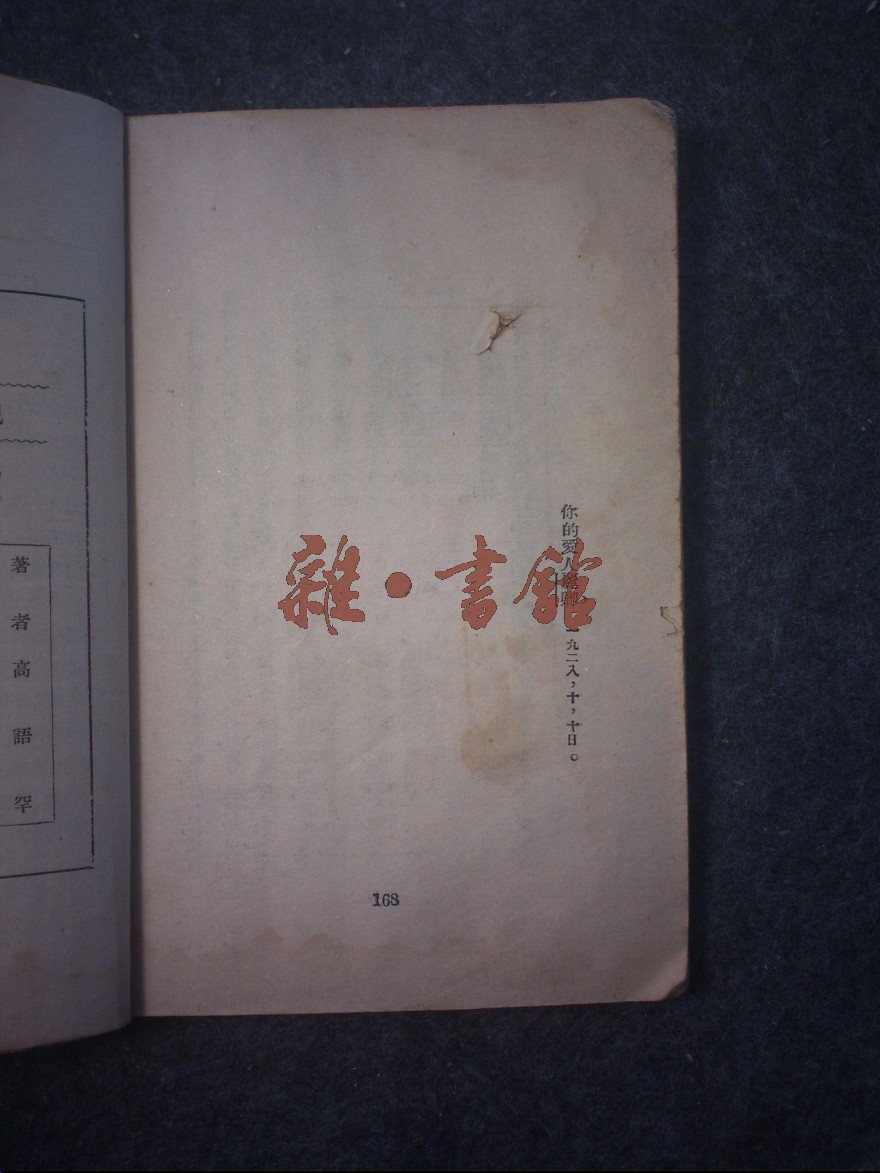 你的愛人
一九二八，十，十日。
168
雜·書館
著者高語罕